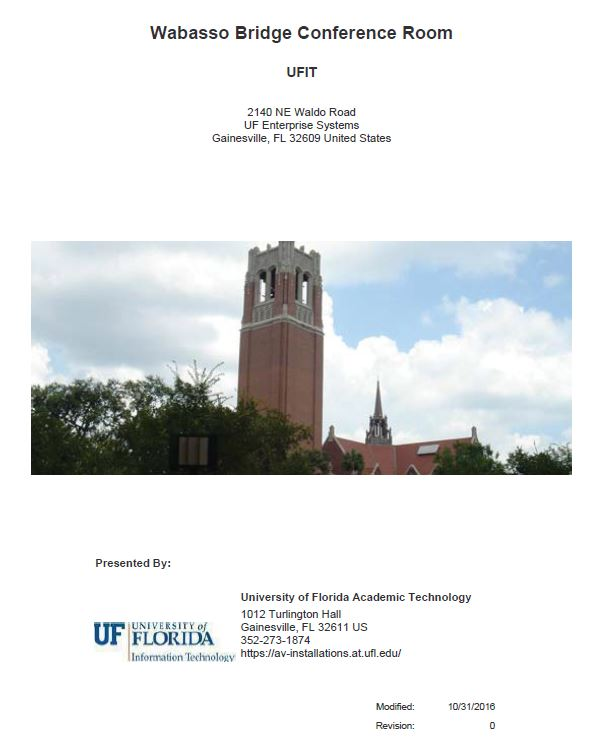 Wabasso Bridge Conference Room
UFIT
2140 NE Waldo Road
UF Enterprise Systems
Gainesville, FL 32609 United States
Presented By:
University of Florida Academic Technology
1012 Turlington Hall
Gainesville, FL 32611 US
352-273-1874
https://av-installations.at.ufl.edu/
UF UNIVERSITY of
FLORIDA
Information Technology
Modified: 10/31/2016
Revision: 0